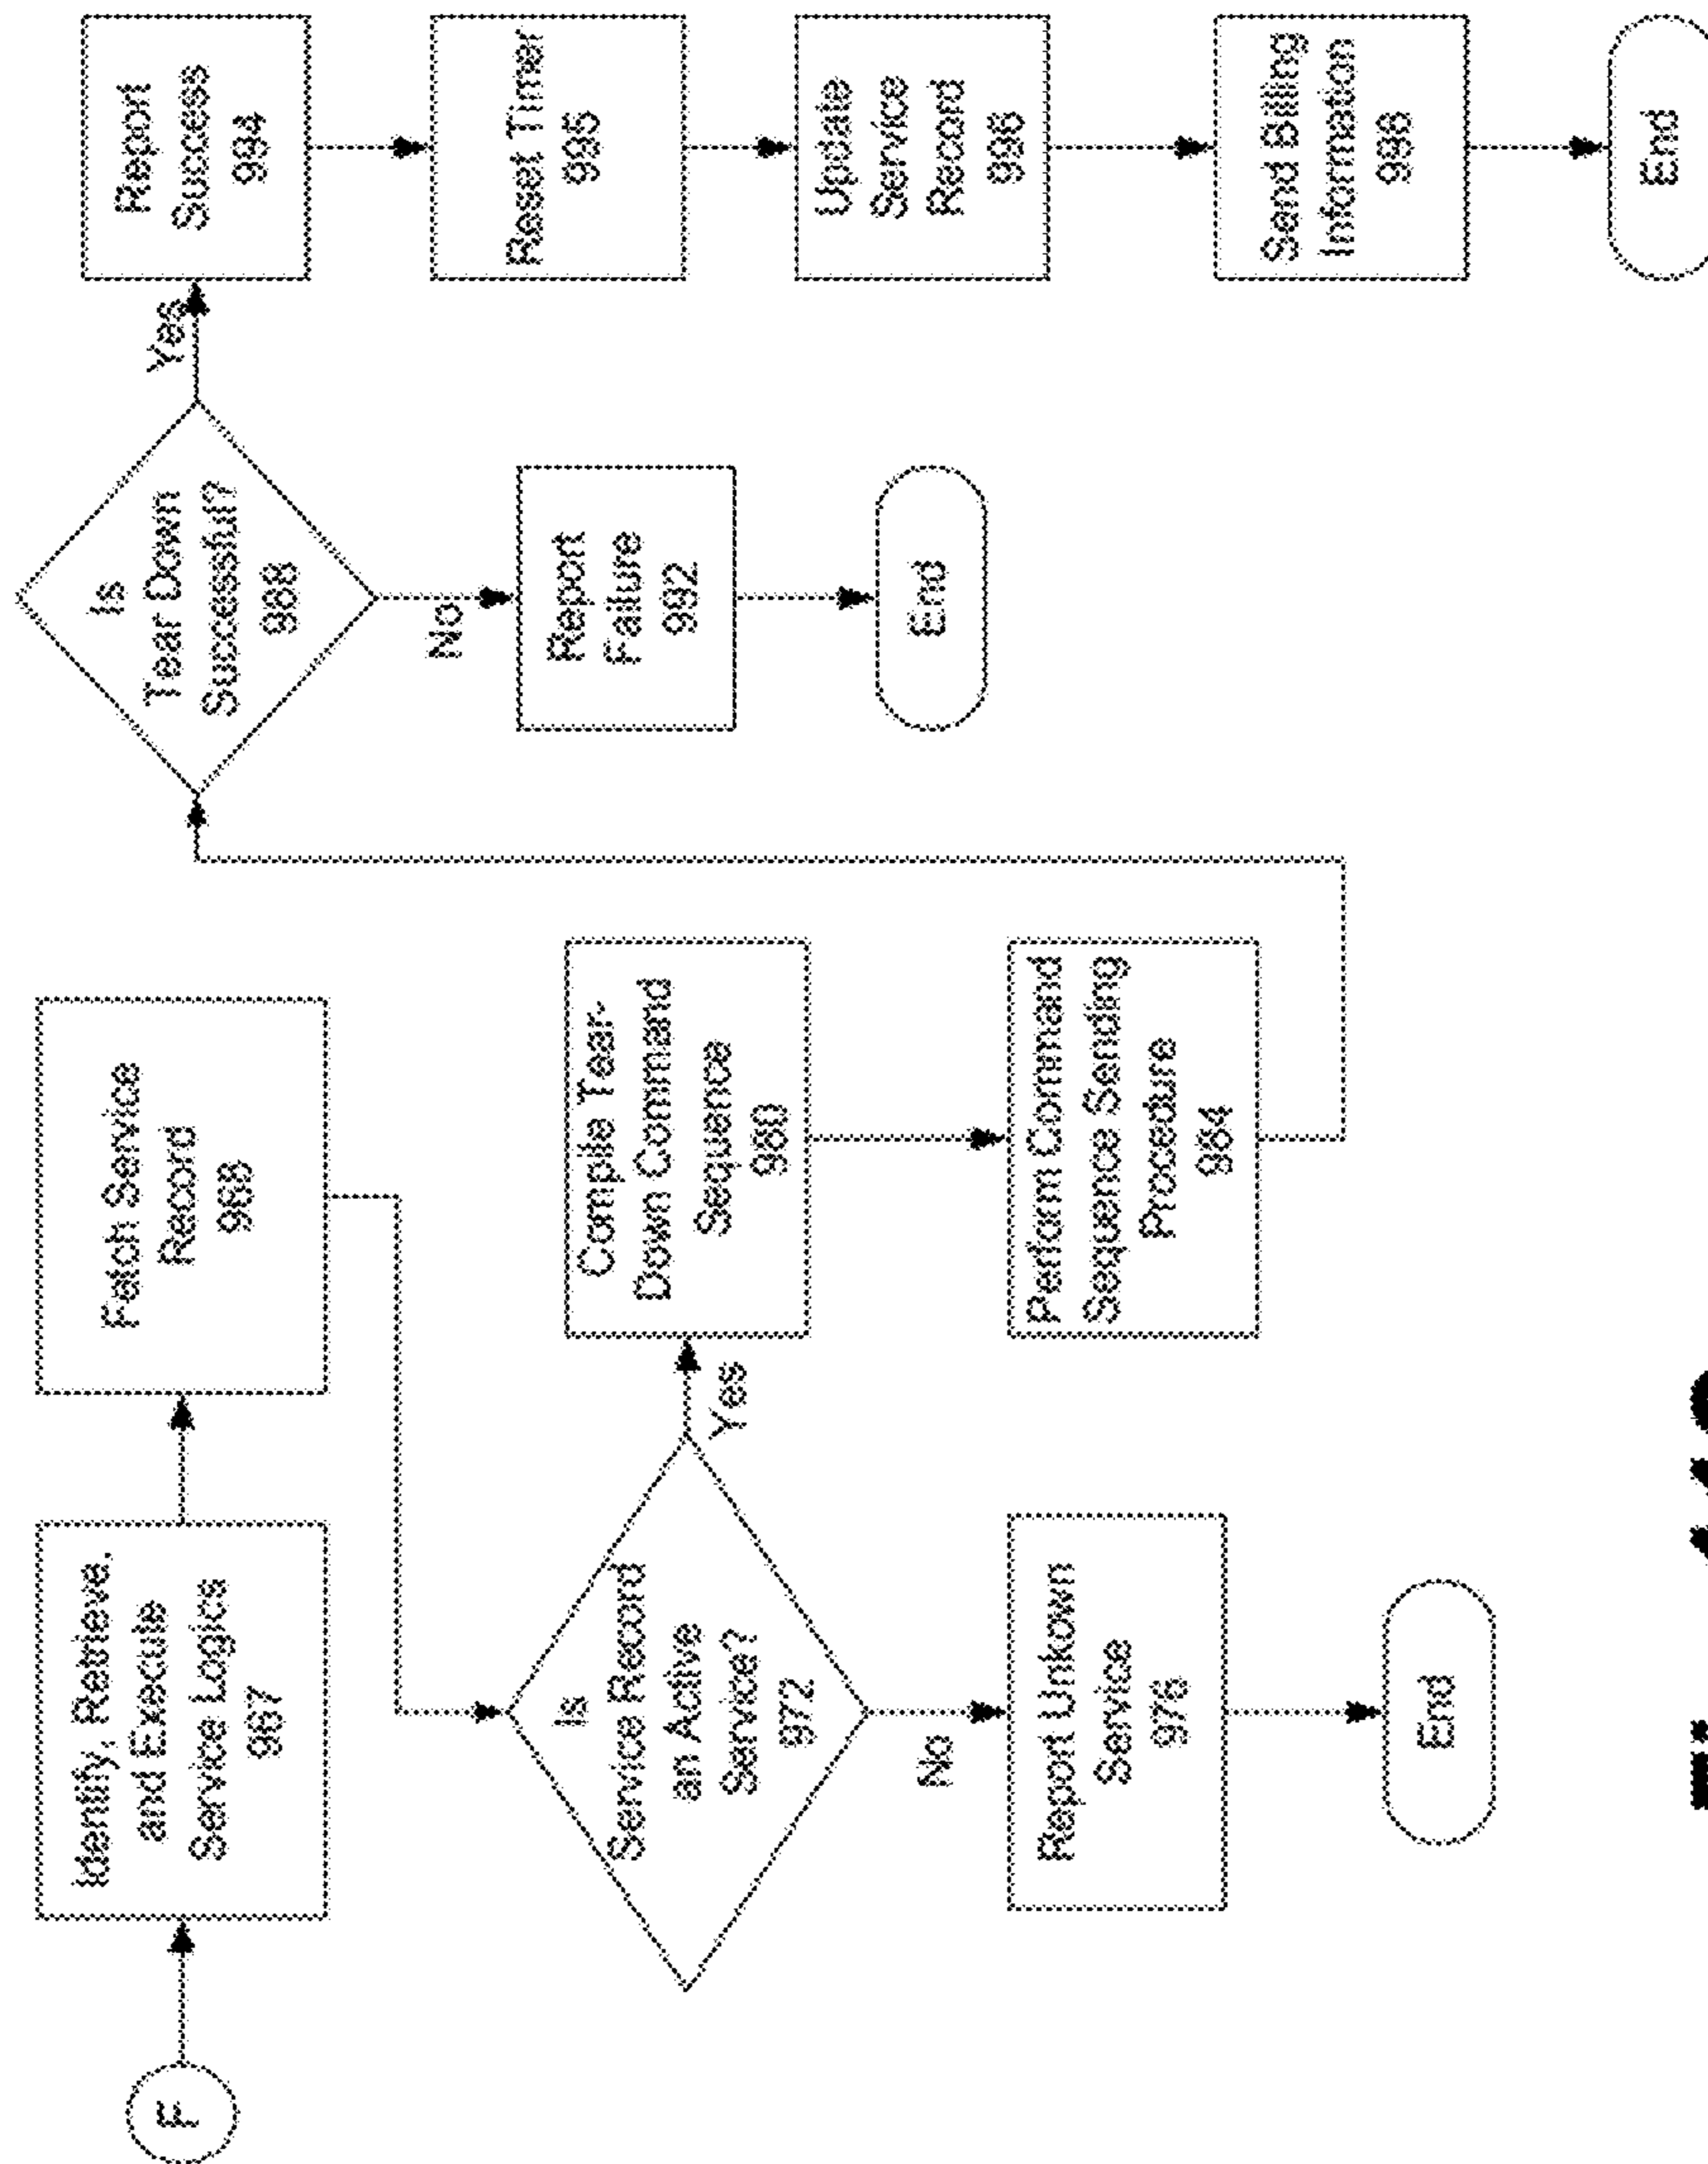 F
Identify, Retrieve,
and Execute
Service Logics
967
Fetch Service
Record
968
Is
Service Record
an Active
Service?
972
Yes
No
Report Unkown
Service
976
End
Compile Tear-
Down Command
Sequence
980
Perform Command
Sequence Sending
Procedure
984
Is
Tear Down
Successful?
988
Yes
No
Report
Failure
992
End
Report
Success
994
Reset Timer
995
Update
Service
Record
996
Send Billing
Information
998
End